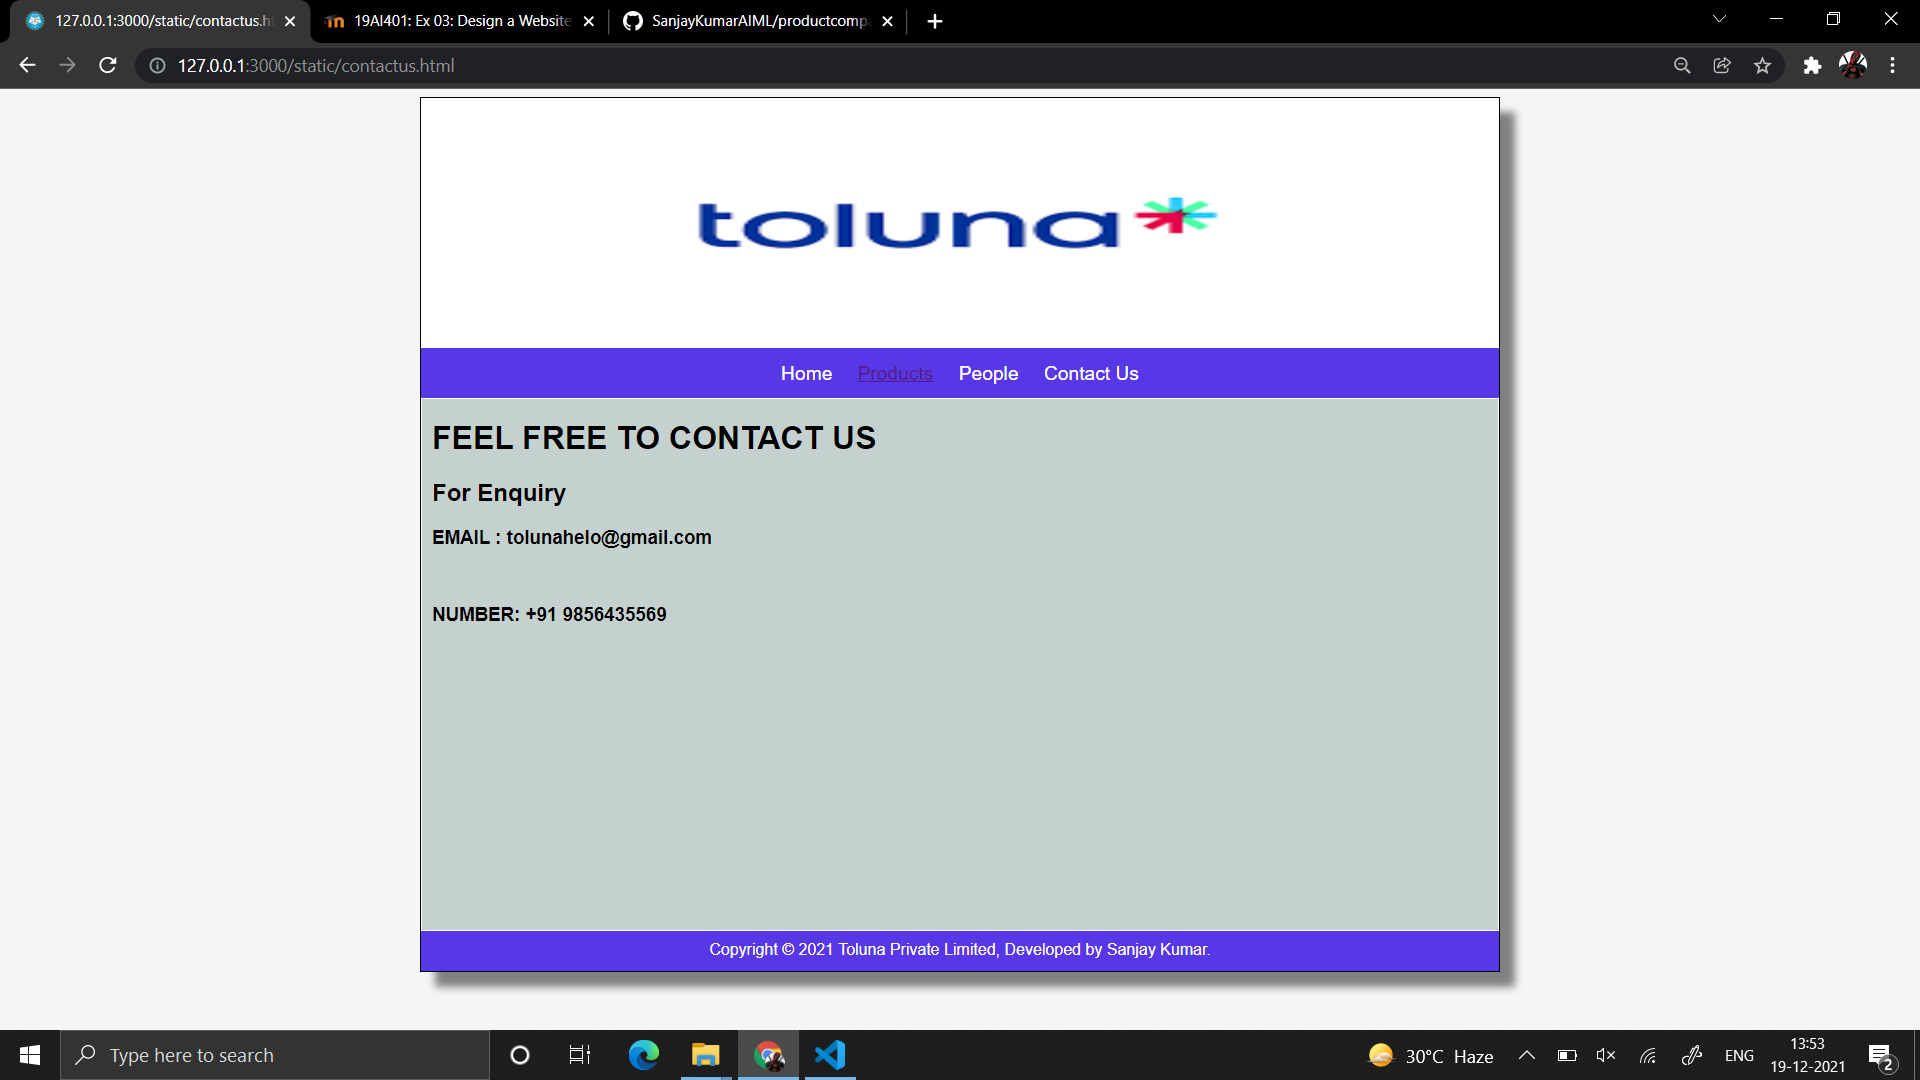 127.0.0.1:3000/static/contactus.h
19AI401: Ex 03: Design a Website
SanjayKumarAIML/productcomp
127.0.0.1:3000/static/contactus.html
toluna
Home Products People Contact Us
FEEL FREE TO CONTACT US
For Enquiry
EMAIL : tolunahelo@gmail.com
NUMBER: +91 9856435569
Copyright © 2021 Toluna Private Limited, Developed by Sanjay Kumar.
Type here to search
30°C Haze
ENG
13:53
19-12-2021
2